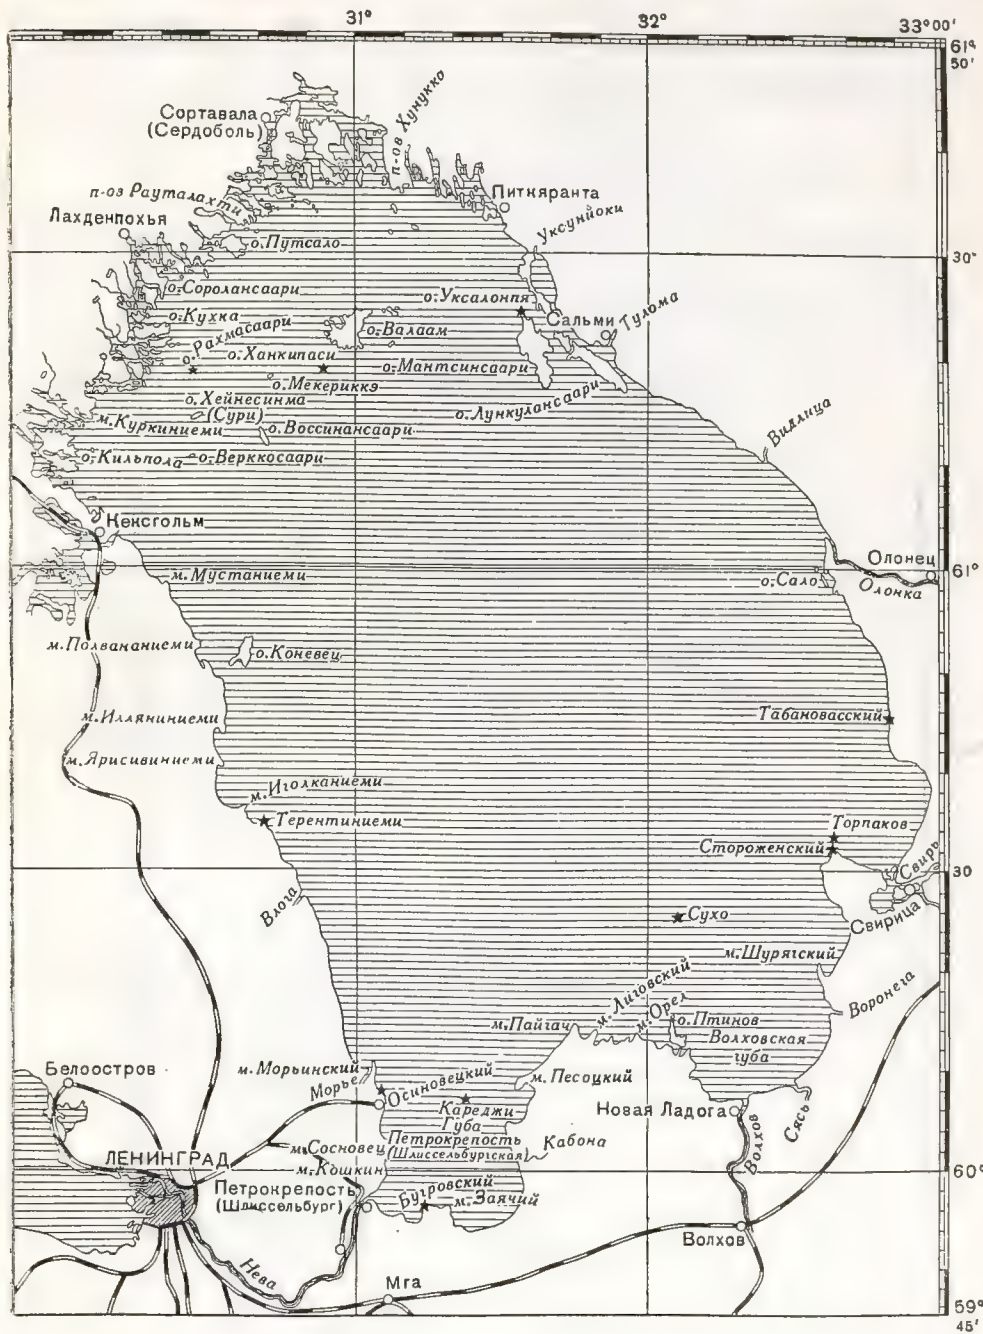 31°
32°
33°00′
61°
50′
Сортавала
(Сердоболь)
п-ов Хунукка
п-оз Рауталахти
Питкяранта
Лахденпохья
Уксунйоки
о.Путсало
30′
о.Соролансаари
о.Уксалонпя
о.Кухка
о.Рахмасаари
о.Валаам
Сальми
Тулома
о.Ханкипаси
о.Мантсинсаари
о.Мекериккэ
о.Хейнесинма
(Сури)
о.Лункулансаари
м.Куркиниеми
о.Воссинансаари
Видлица
о.Кильпола
о.Верккосаари
Кексгольм
Олонец
61°
м.Мустаниеми
о.Сало
Олонка
м.Полвананиеми
о.Коневец
м.Илляниниеми
Табановасский
м.Ярисивиниеми
м.Иголканиеми
Терентиниеми
Торпаков
Стороженский
Свирь
30
Влога
Сухо
Свирица
м.Шурягский
м.Лиговский
Воронега
м.Пайгач
м.Орел
о.Птинов
Волховская
губа
м.Морьинский
Белоостров
Морье
Осиновецкий
м.Песоцкий
Кареджи
Новая Ладога
Губа
Петрокрепость
(Шлиссельбургская)
Кабона
Волхов
Сясь
м.Сосновец
ЛЕНИНГРАД
м.Кошкин
60°
Петрокрепость
(Шлиссельбург)
Бугровский
м.Заячий
Волхов
Нева
Мга
59°
45′